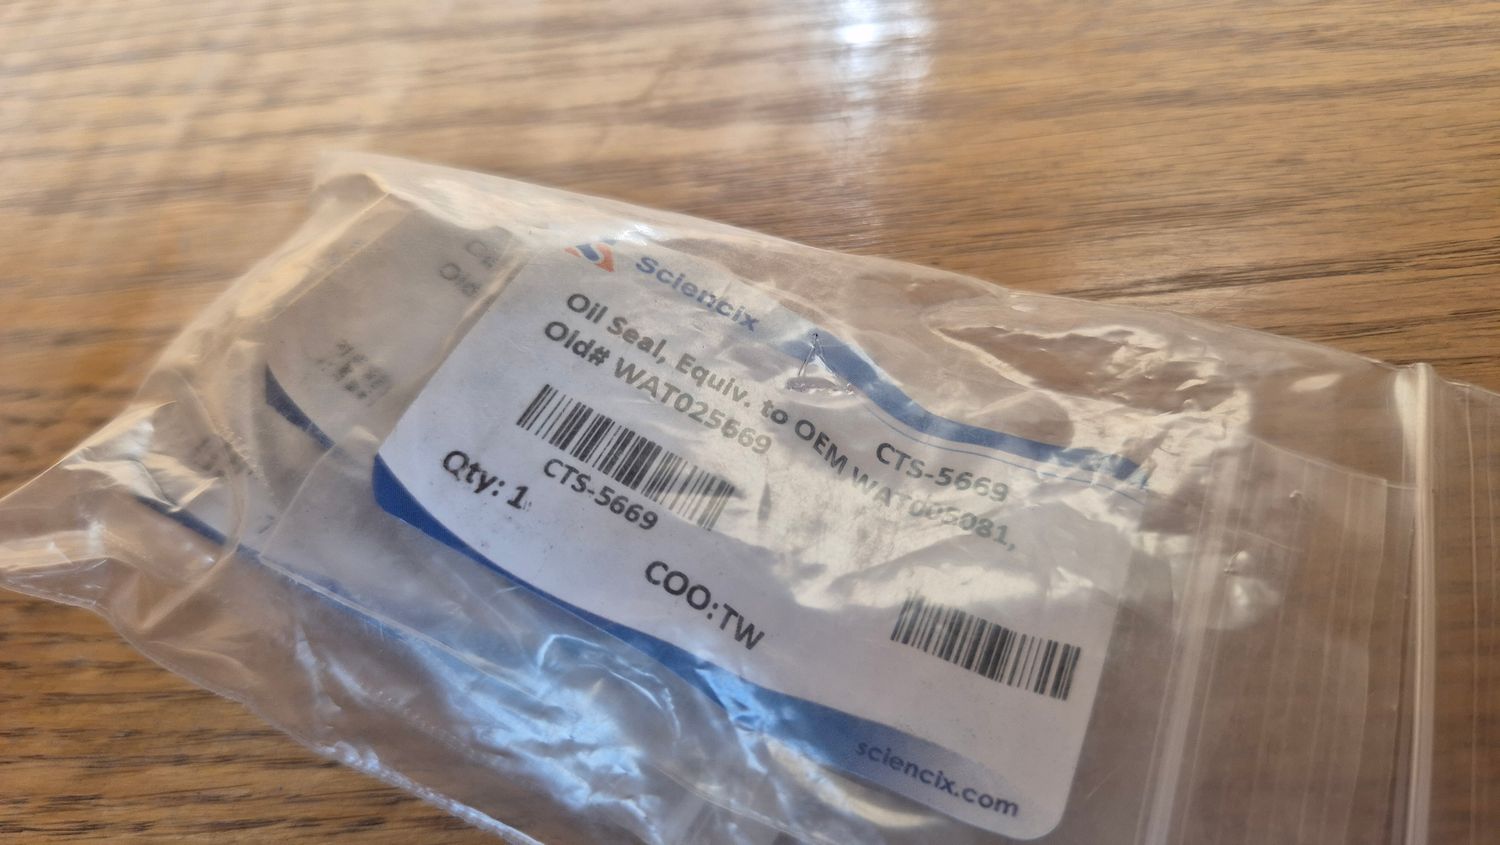 Sciencix
CTS-5669
Oil Seal, Equiv. to OEM WAT005081,
Old# WAT025669
CTS-5669
Qty: 1
COO:TW
sciencix.com